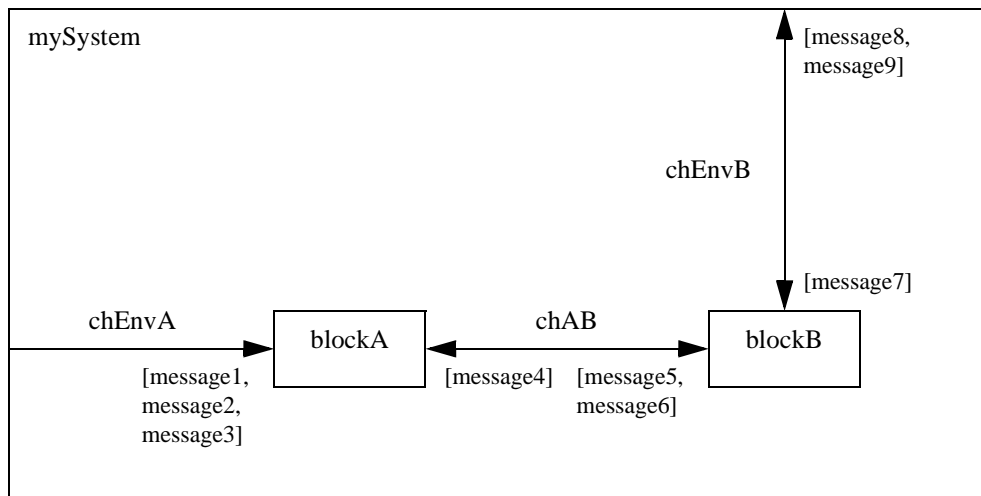 mySystem
[message8,
message9]
chEnvB
[message7]
chEnvA
blockA
chAB
blockB
[message1,
message2,
message3]
[message4]
[message5,
message6]